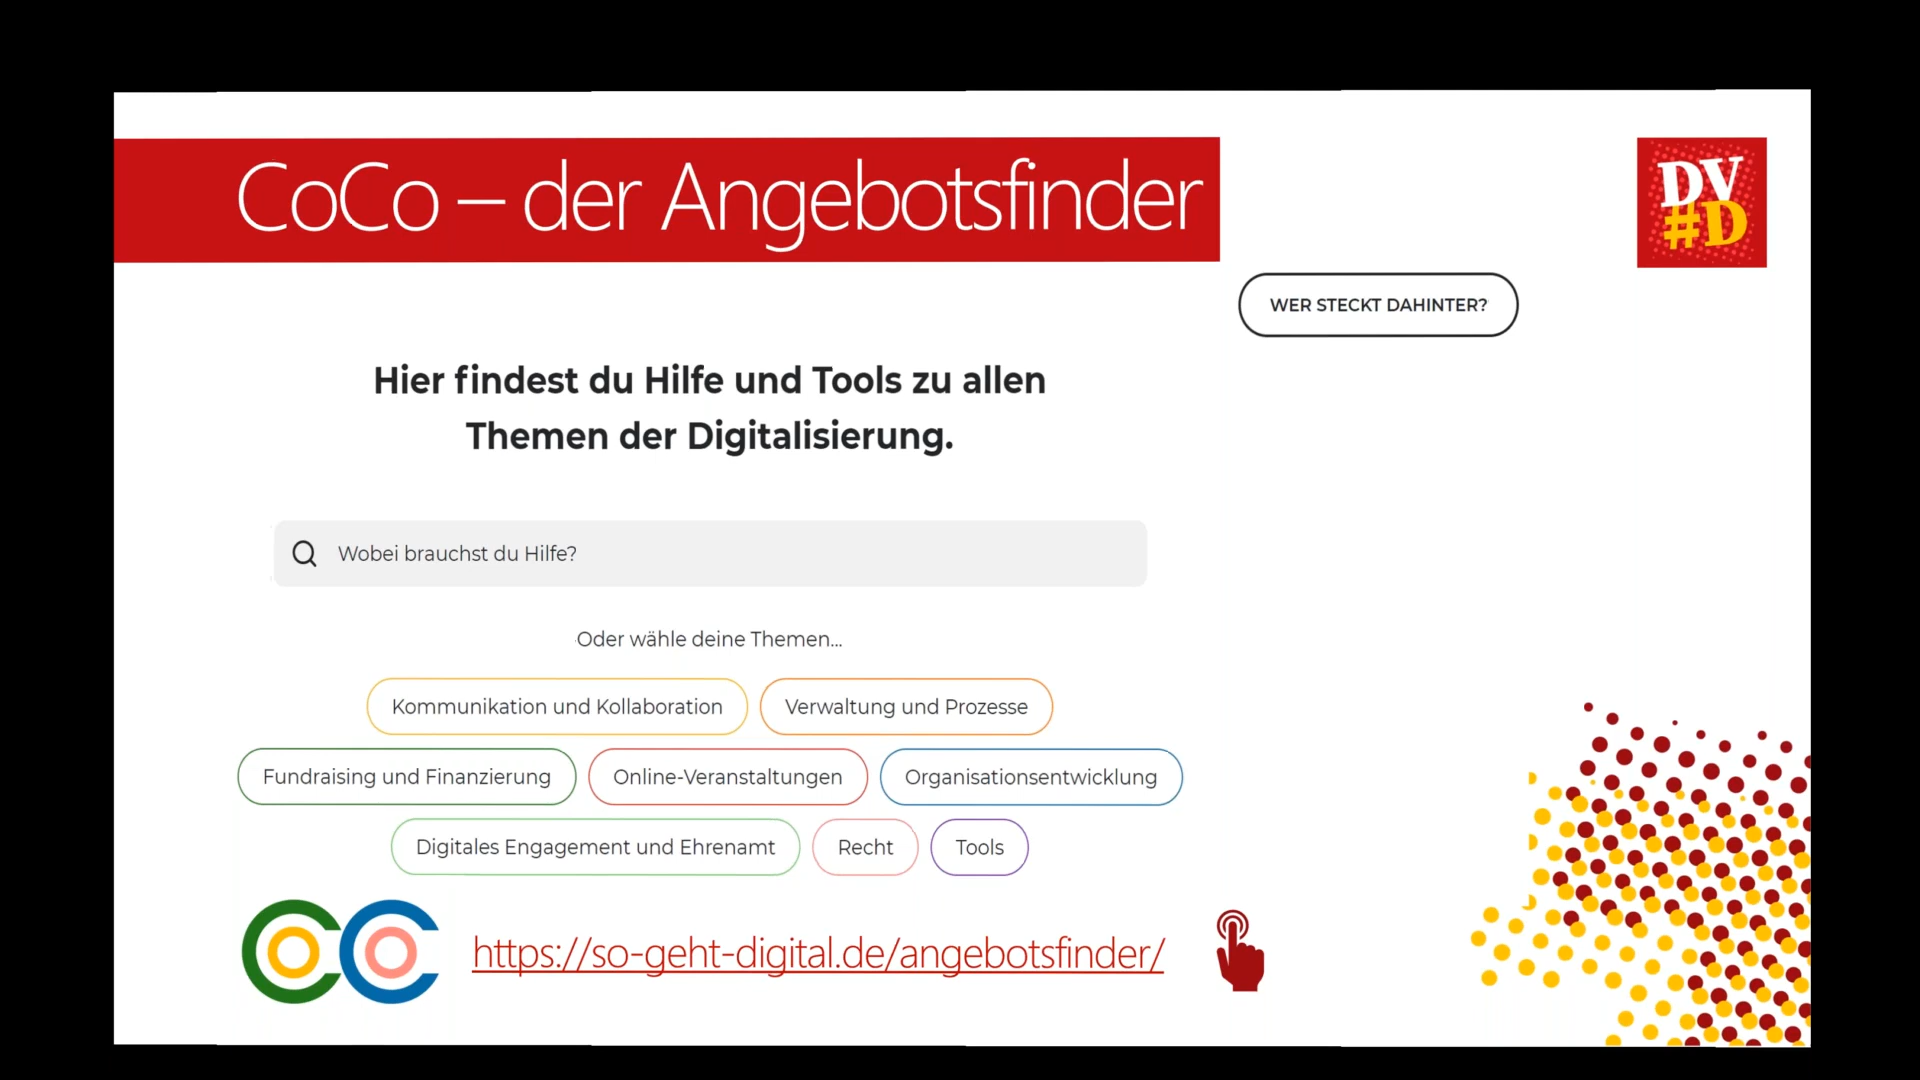 CoCo – der Angebotsfinder
DV
#D
WER STECKT DAHINTER?
Hier findest du Hilfe und Tools zu allen
Themen der Digitalisierung.
Wobei brauchst du Hilfe?
Oder wähle deine Themen...
Kommunikation und Kollaboration
Verwaltung und Prozesse
Fundraising und Finanzierung
Online-Veranstaltungen
Organisationsentwicklung
Digitales Engagement und Ehrenamt
Recht
Tools
https://so-geht-digital.de/angebotsfinder/